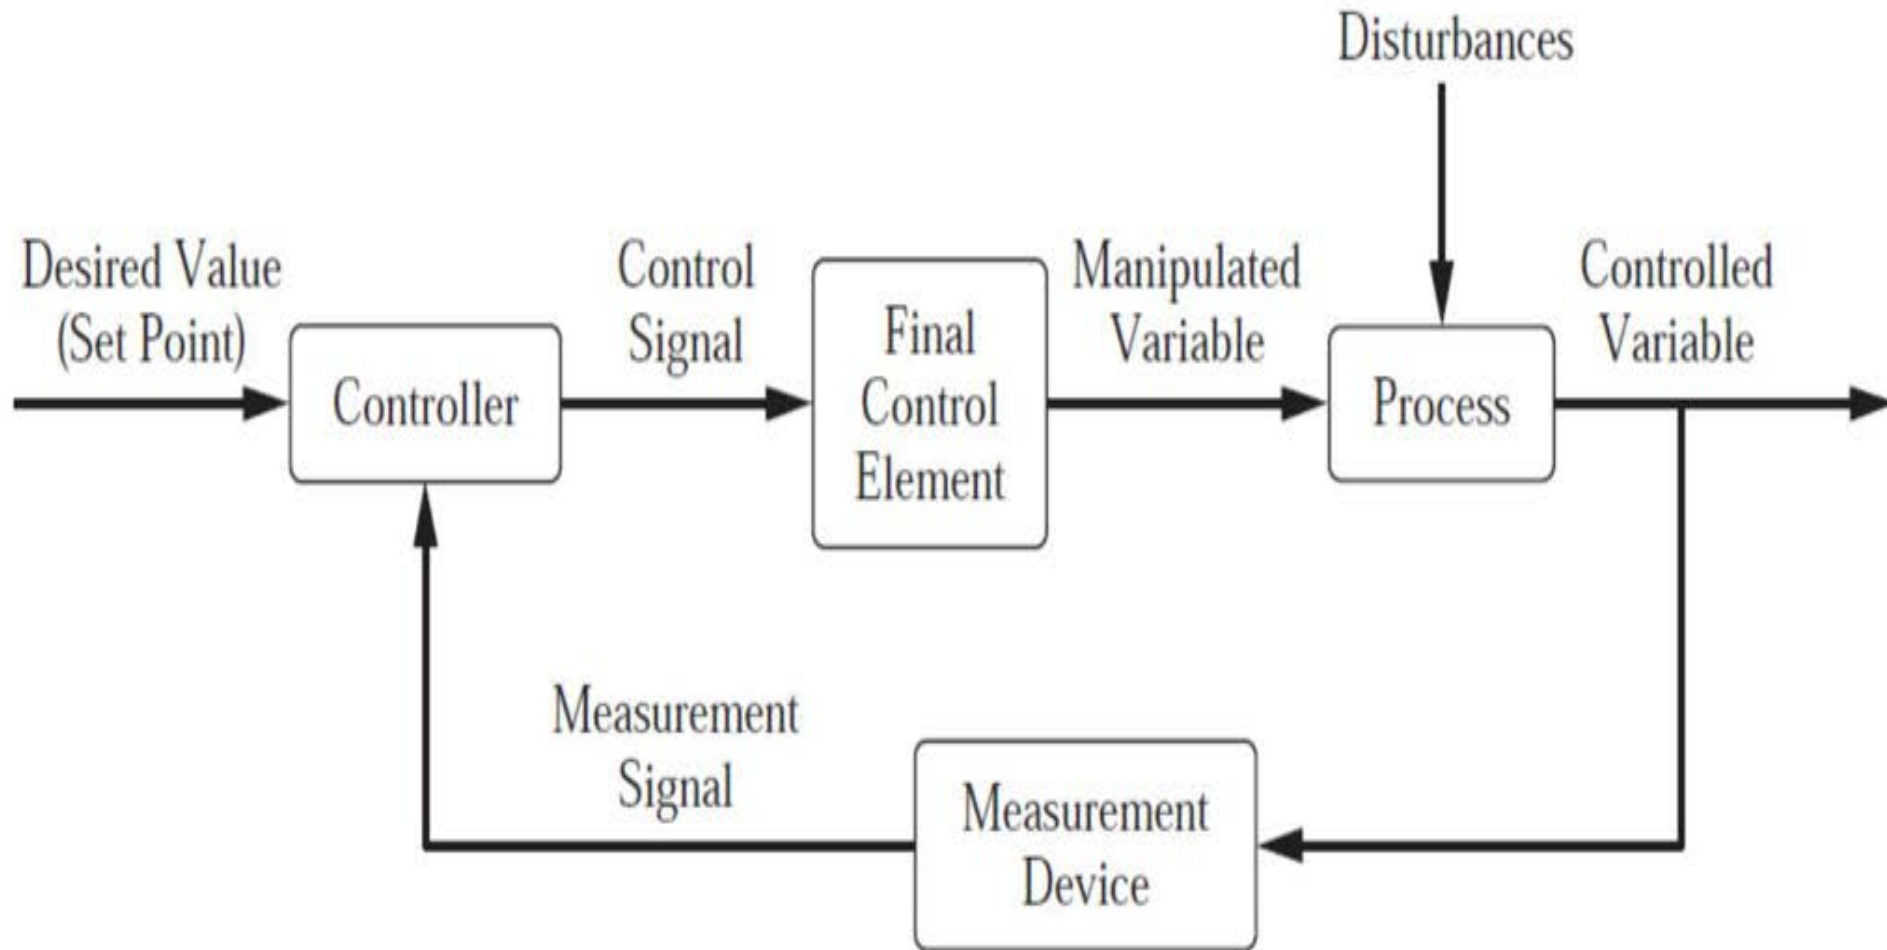 Disturbances
Desired Value
(Set Point)
Control
Signal
Manipulated
Variable
Controlled
Variable
Controller
Final
Control
Element
Process
Measurement
Signal
Measurement
Device